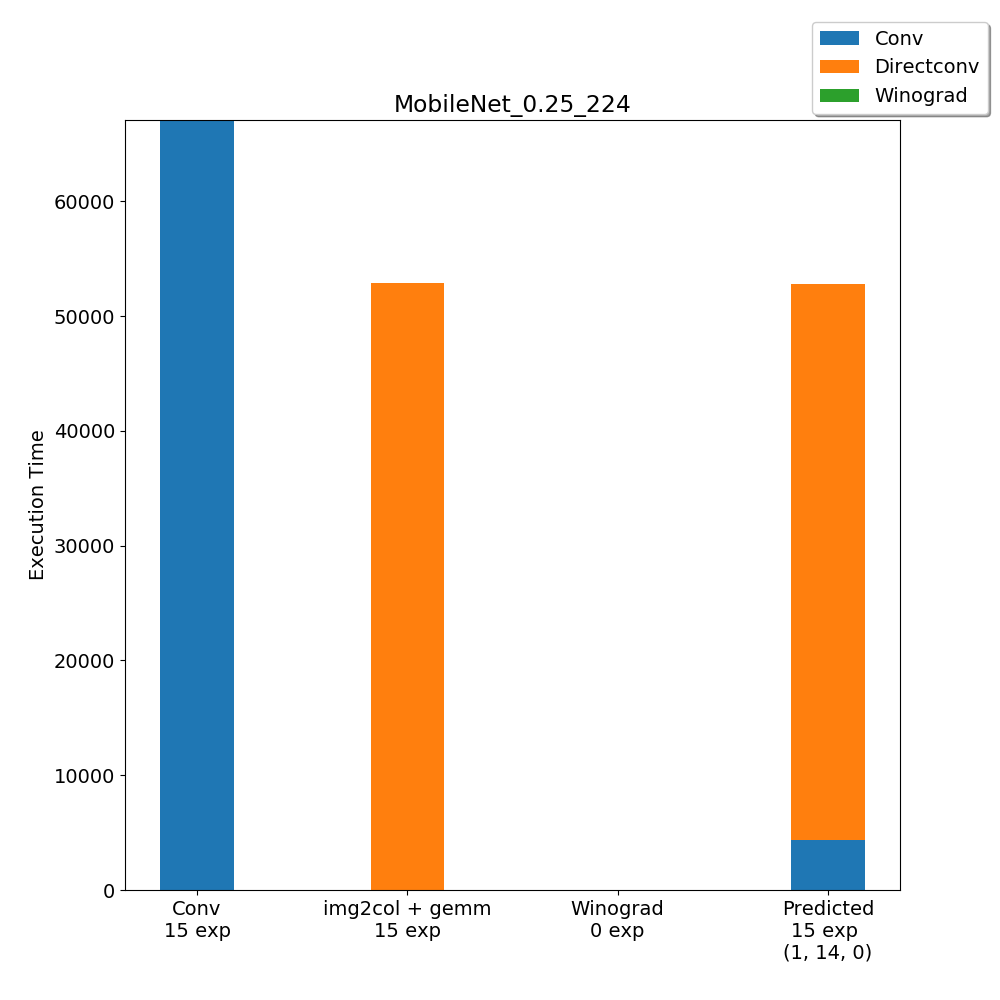 Conv
Directconv
Winograd
MobileNet_0.25_224
Execution Time
60000
50000
40000
30000
20000
10000
0
Conv
15 exp
img2col + gemm
15 exp
Winograd
0 exp
Predicted
15 exp
(1, 14, 0)